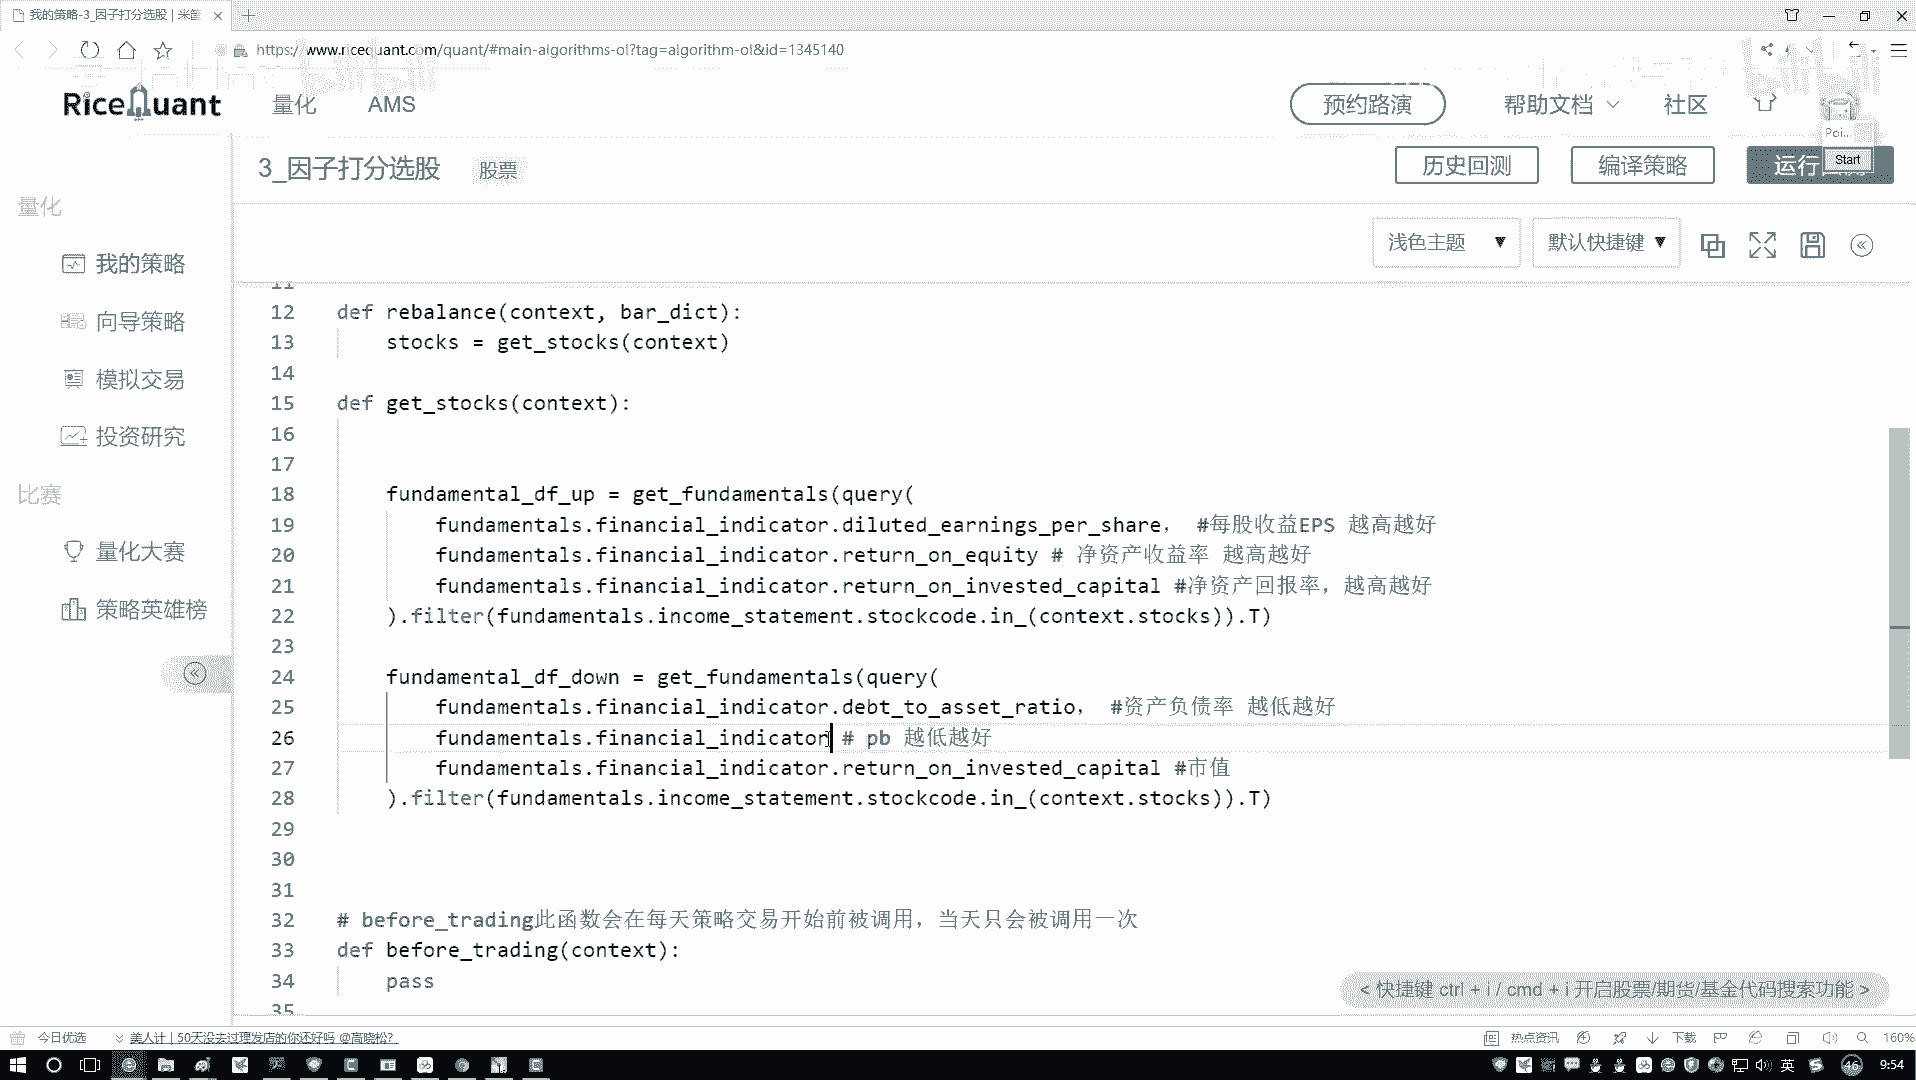 我的策略-3_因子打分选股 | 米筐
https://www.ricequant.com/quant/#main-algorithms-ol?tag=algorithm-ol&id=1345140
RiceQuant 量化 AMS 预约路演 帮助文档 社区
Poi...
3_因子打分选股 股票 历史回测 编译策略 运行 Start
量化
浅色主题 ▼ 默认快捷键 ▼
我的策略
向导策略
模拟交易
投资研究
比赛
量化大赛
策略英雄榜
11
12 def rebalance(context, bar_dict):
13 stocks = get_stocks(context)
14
15 def get_stocks(context):
16
17
18 fundamental_df_up = get_fundamentals(query(
19 fundamentals.financial_indicator.diluted_earnings_per_share， #每股收益EPS 越高越好
20 fundamentals.financial_indicator.return_on_equity # 净资产收益率 越高越好
21 fundamentals.financial_indicator.return_on_invested_capital #净资产回报率，越高越好
22 ).filter(fundamentals.income_statement.stockcode.in_(context.stocks)).T)
23
24 fundamental_df_down = get_fundamentals(query(
25 fundamentals.financial_indicator.debt_to_asset_ratio， #资产负债率 越低越好
26 fundamentals.financial_indicator # pb 越低越好
27 fundamentals.financial_indicator.return_on_invested_capital #市值
28 ).filter(fundamentals.income_statement.stockcode.in_(context.stocks)).T)
29
30
31
32 # before_trading此函数会在每天策略交易开始前被调用，当天只会被调用一次
33 def before_trading(context):
34 pass
35
< 快捷键 ctrl + i / cmd + i 开启股票/期货/基金代码搜索功能 >
今日优选 美人计 | 50天没去过理发店的你还好吗 @高晓松? 热点资讯 下载 160%
英 46 9:54